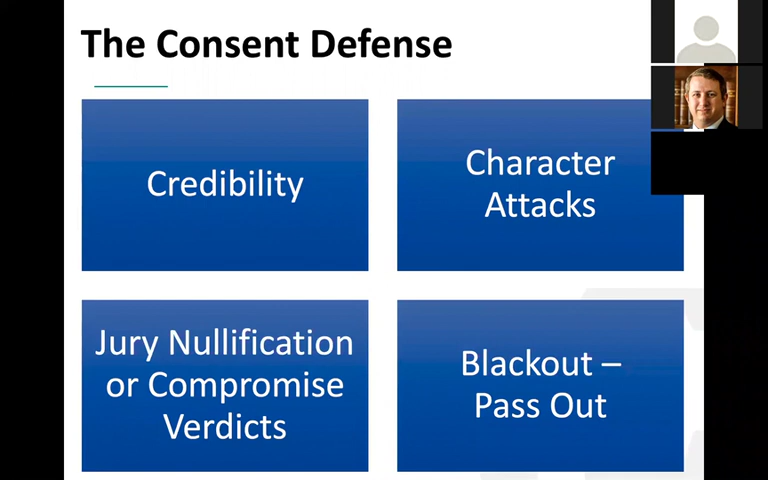 The Consent Defense
Credibility
Character
Attacks
Jury Nullification
or Compromise
Verdicts
Blackout –
Pass Out